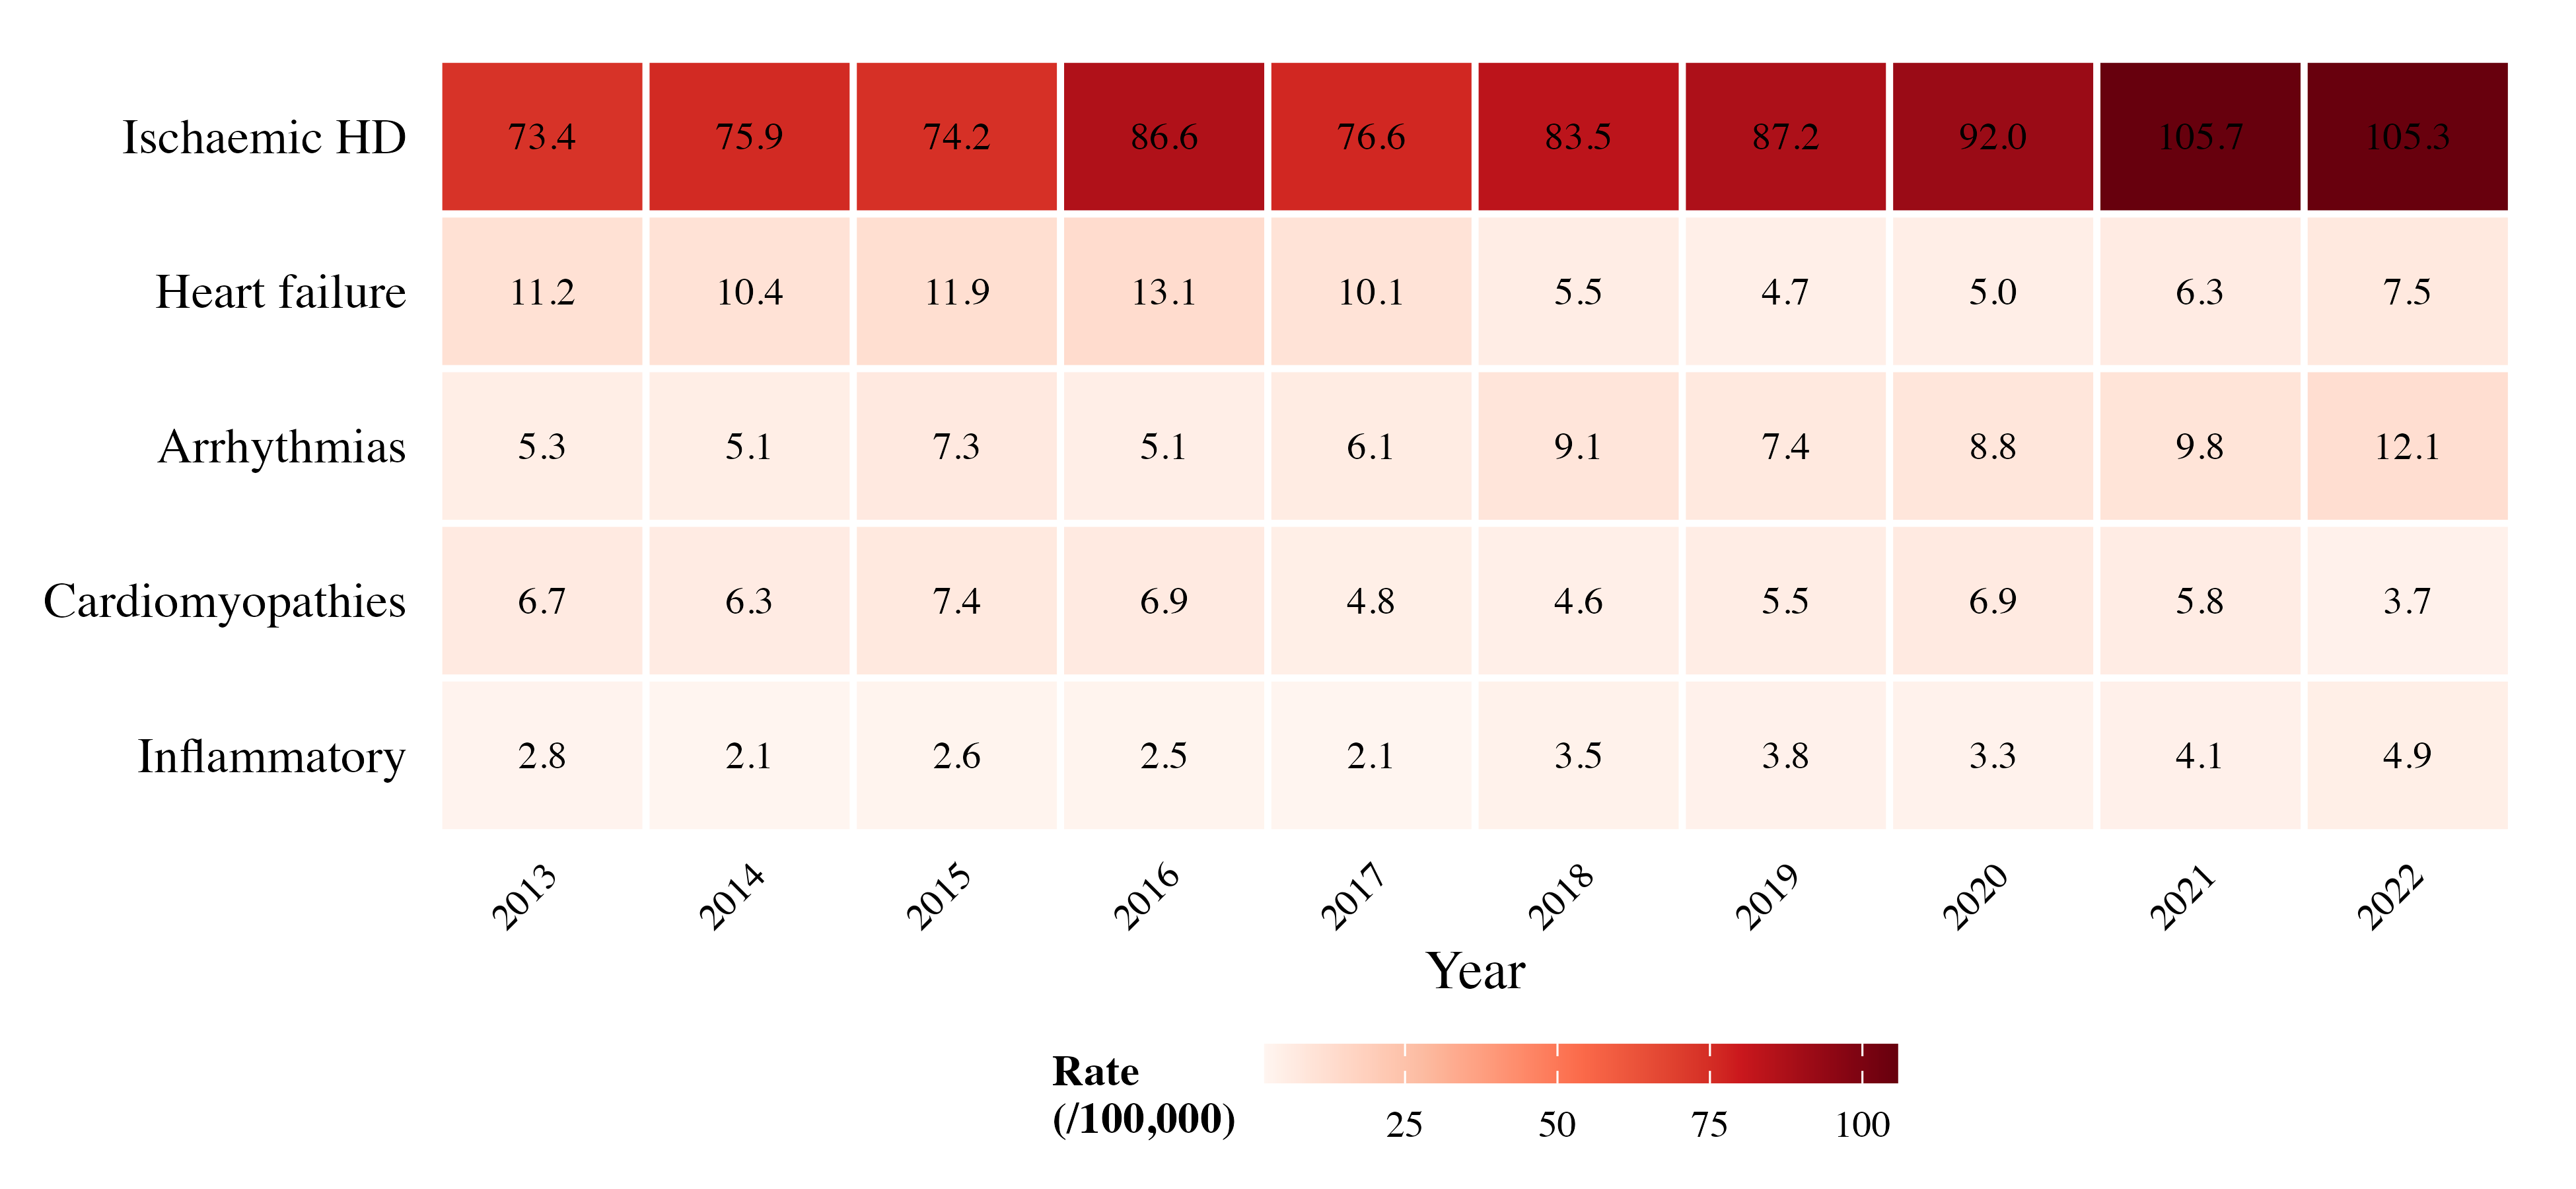 Ischaemic HD 73.4 75.9 74.2 86.6 76.6 83.5 87.2 92.0 105.7 105.3
Heart failure 11.2 10.4 11.9 13.1 10.1 5.5 4.7 5.0 6.3 7.5
Arrhythmias 5.3 5.1 7.3 5.1 6.1 9.1 7.4 8.8 9.8 12.1
Cardiomyopathies 6.7 6.3 7.4 6.9 4.8 4.6 5.5 6.9 5.8 3.7
Inflammatory 2.8 2.1 2.6 2.5 2.1 3.5 3.8 3.3 4.1 4.9
2013 2014 2015 2016 2017 2018 2019 2020 2021 2022
Year
Rate
(/100,000)
25 50 75 100